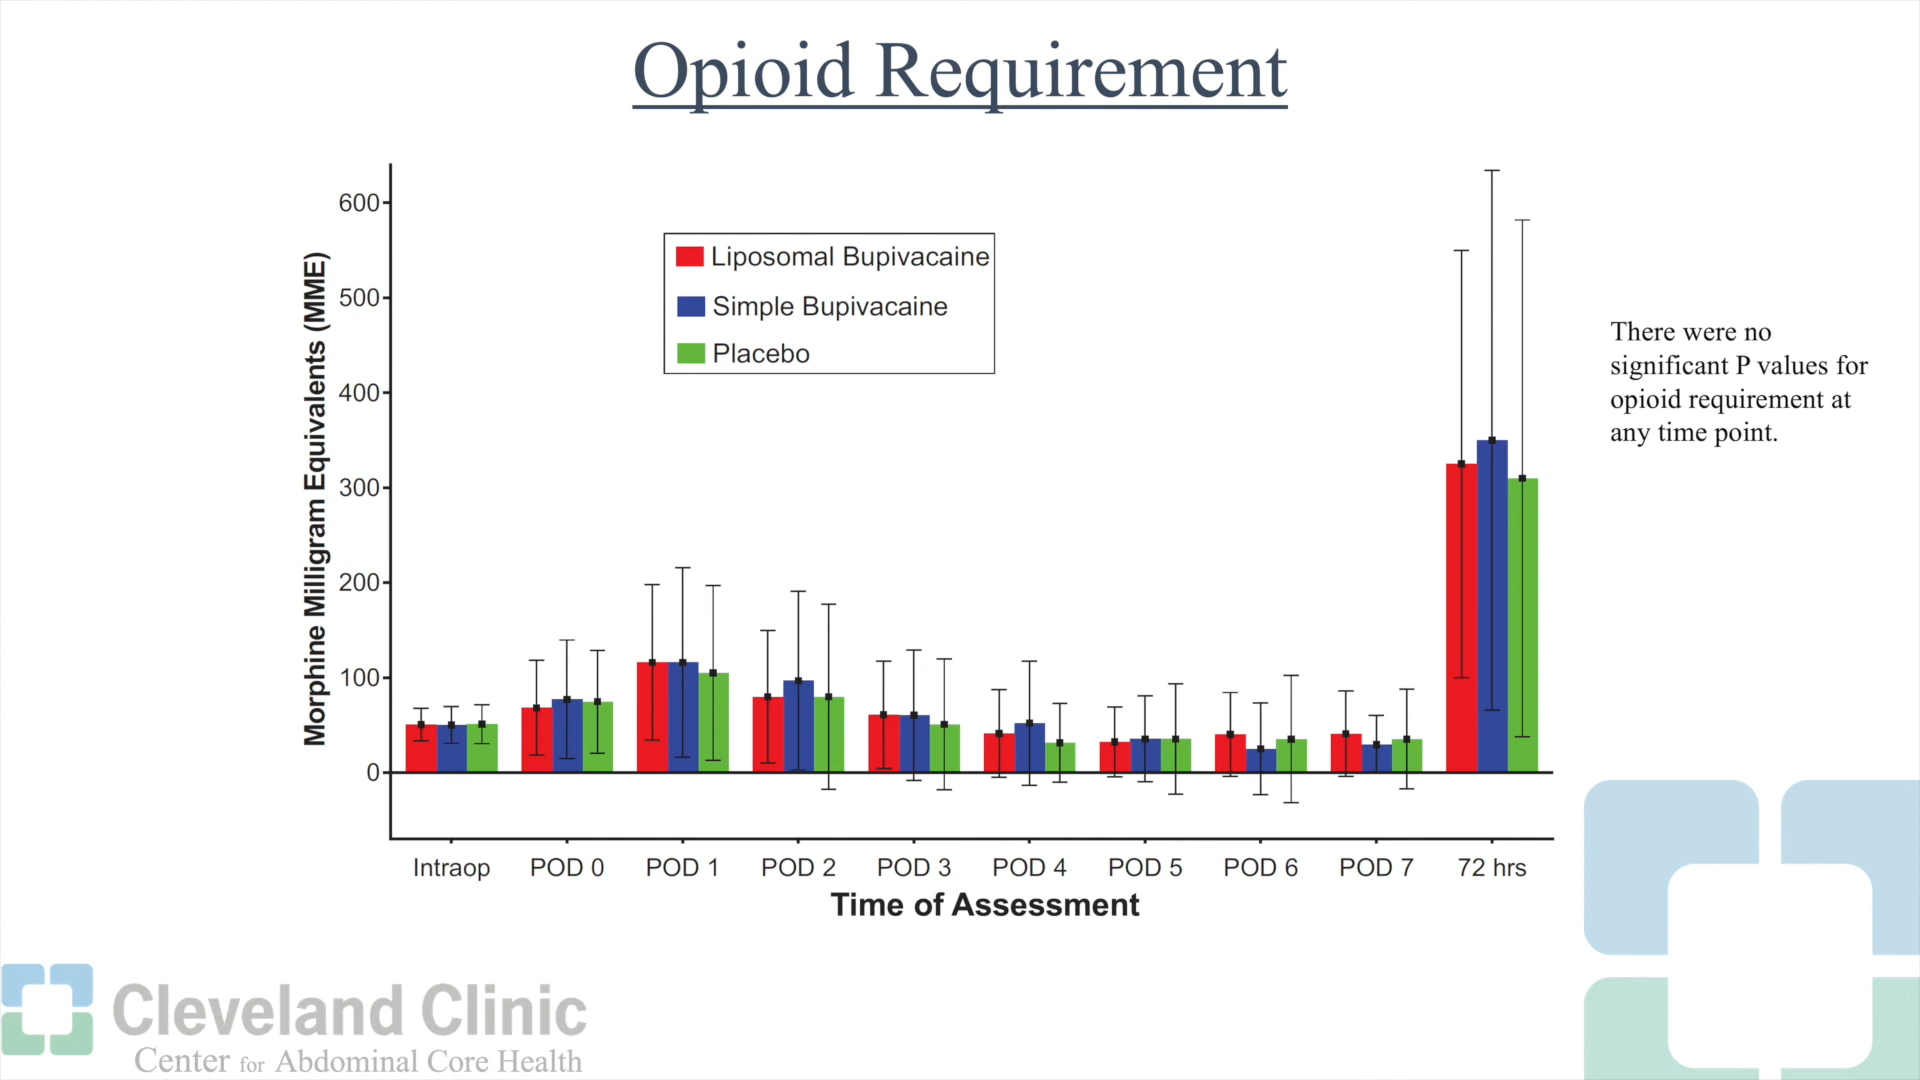 Opioid Requirement
Morphine Milligram Equivalents (MME)
600
500
400
300
200
100
0
Liposomal Bupivacaine
Simple Bupivacaine
Placebo
There were no
significant P values for
opioid requirement at
any time point.
Intraop POD 0 POD 1 POD 2 POD 3 POD 4 POD 5 POD 6 POD 7 72 hrs
Time of Assessment
Cleveland Clinic
Center for Abdominal Core Health